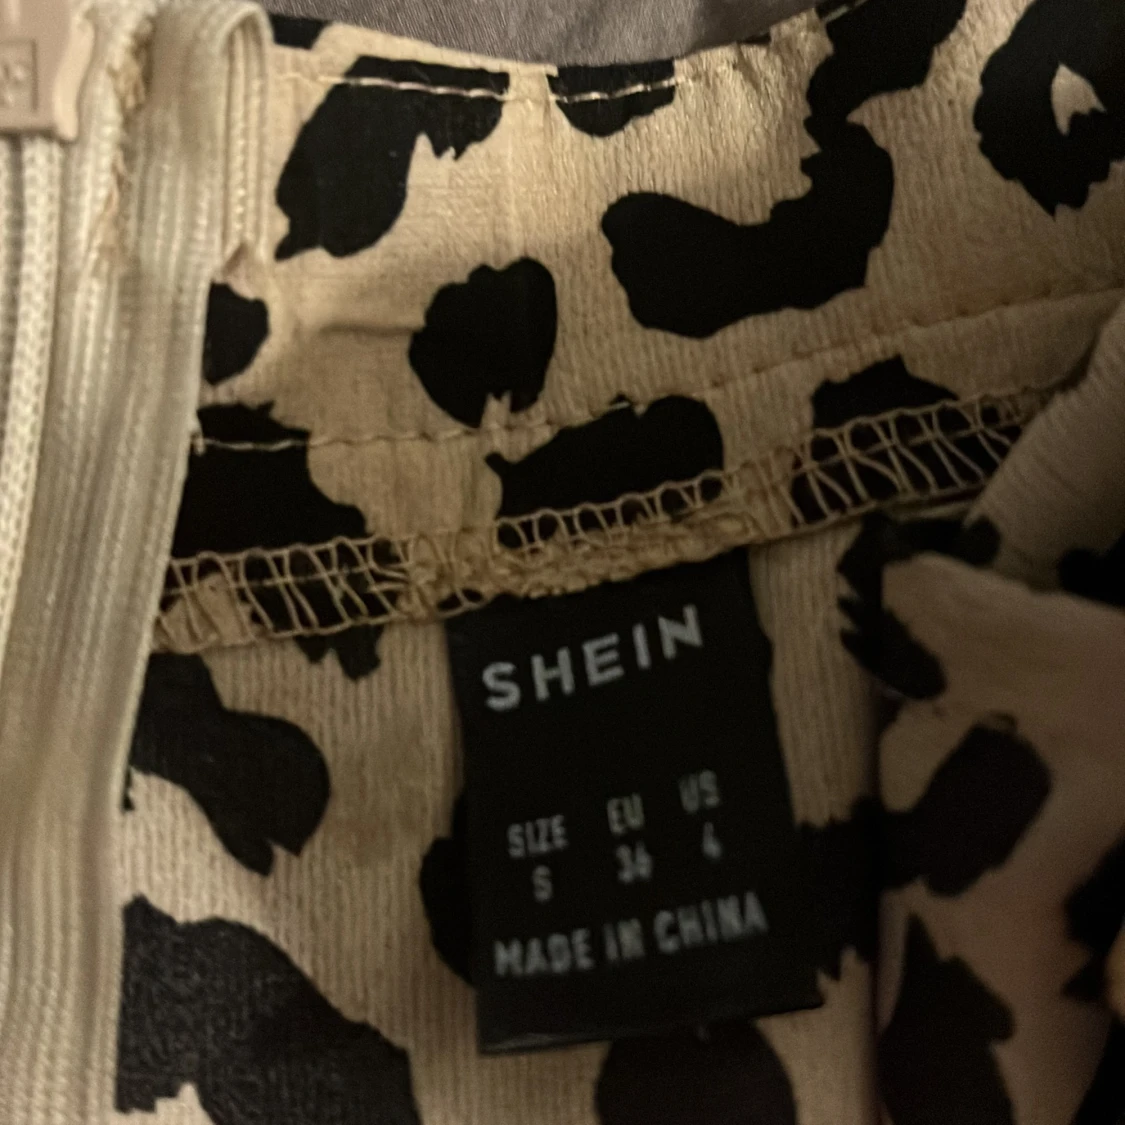 SHEIN
SIZE EU US
S 36 4
MADE IN CHINA